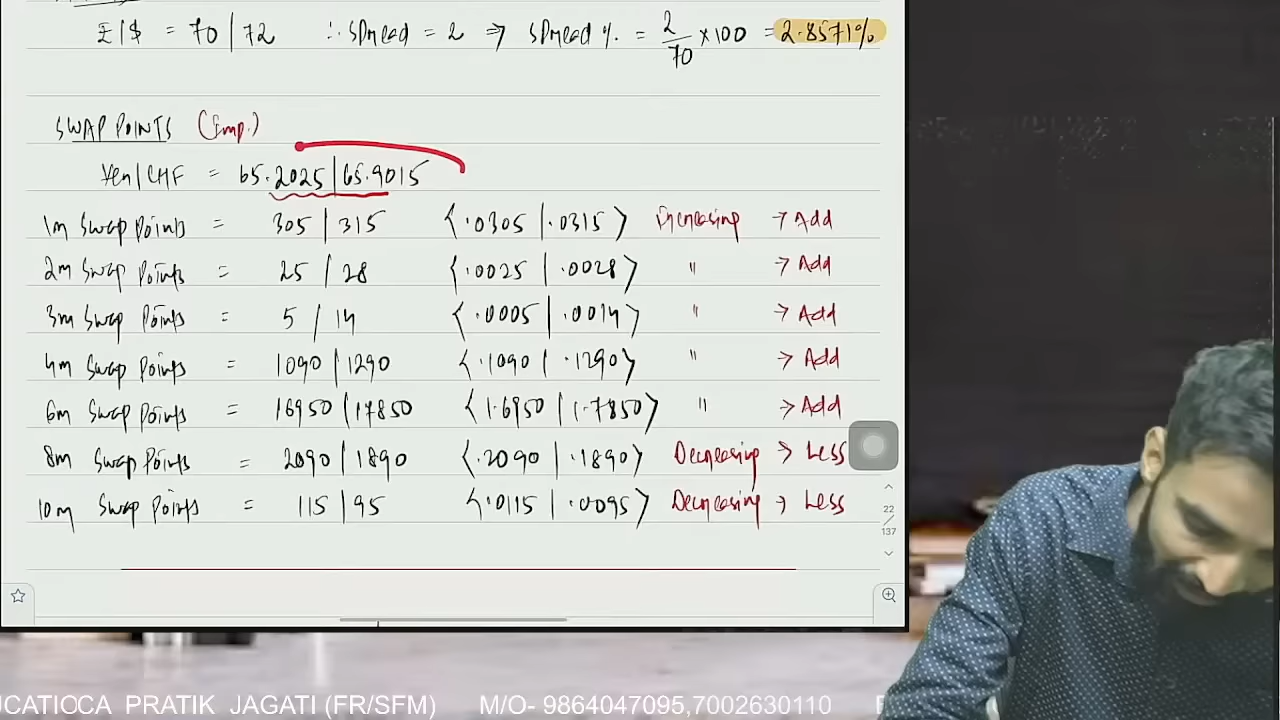 £/$ = 70/72 ∴ Spread = 2 ⇒ Spread % = 2/70 × 100 = 2.8571%
SWAP POINTS (Imp.)
Yen/CHF = 65.2025 | 65.9015
1m Swap Points = 305 | 315 〈.0305 | .0315〉 Increasing → Add
2m Swap Points = 25 | 28 〈.0025 | .0028〉 " → Add
3m Swap Points = 5 | 14 〈.0005 | .0014〉 " → Add
4m Swap Points = 1090 | 1290 〈.1090 | .1290〉 " → Add
6m Swap Points = 16950 | 17850 〈1.6950 | 1.7850〉 " → Add
8m Swap Points = 2090 | 1890 〈.2090 | .1890〉 Decreasing → Less
10m Swap Points = 115 | 95 〈.0115 | .0095〉 Decreasing → Less
22
137
UCATIOCA PRATIK JAGATI (FR/SFM) M/O- 9864047095,7002630110